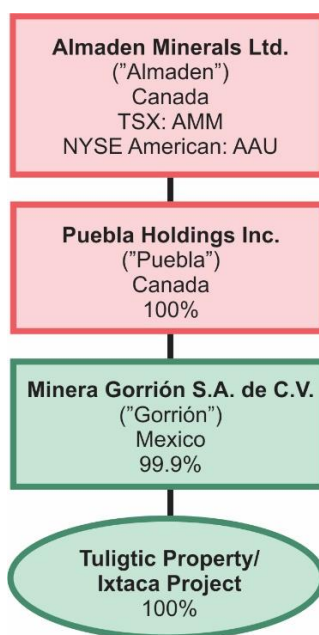 Almaden Minerals Ltd.
("Almaden")
Canada
TSX: AMM
NYSE American: AAU
Puebla Holdings Inc.
("Puebla")
Canada
100%
Minera Gorrión S.A. de C.V.
("Gorrión")
Mexico
99.9%
Tuligtic Property/
Ixtaca Project
100%